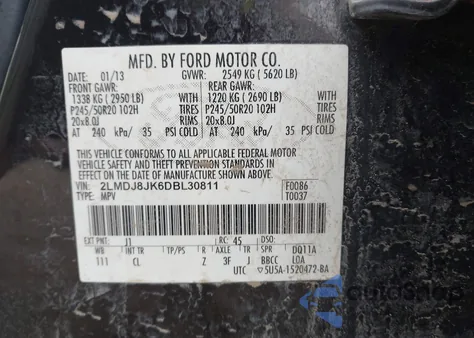 MFD. BY FORD MOTOR CO.
DATE: 01/13 GVWR: 2549 KG ( 5620 LB)
FRONT GAWR: REAR GAWR:
1338 KG ( 2950 LB) WITH 1220 KG ( 2690 LB) WITH
P245/50R20 102H TIRES P245/50R20 102H TIRES
20x8.0J RIMS 20x8.0J RIMS
AT 240 kPa/ 35 PSI COLD AT 240 kPa/ 35 PSI COLD
THIS VEHICLE CONFORMS TO ALL APPLICABLE FEDERAL MOTOR
VEHICLE SAFETY AND THEFT PREVENTION STANDARDS IN
EFFECT ON THE DATE OF MANUFACTURE SHOWN ABOVE.
VIN: 2LMDJ8JK6DBL30811 F0086
TYPE: MPV T0037
EXT PNT: J1 RC: 45 DSO:
WB INT TR TP/PS R AXLE TR SPR DQ11A
111 CL Z 3F J BBCC LOA
UTC ▽5U5A-1520472-BA
autoshop